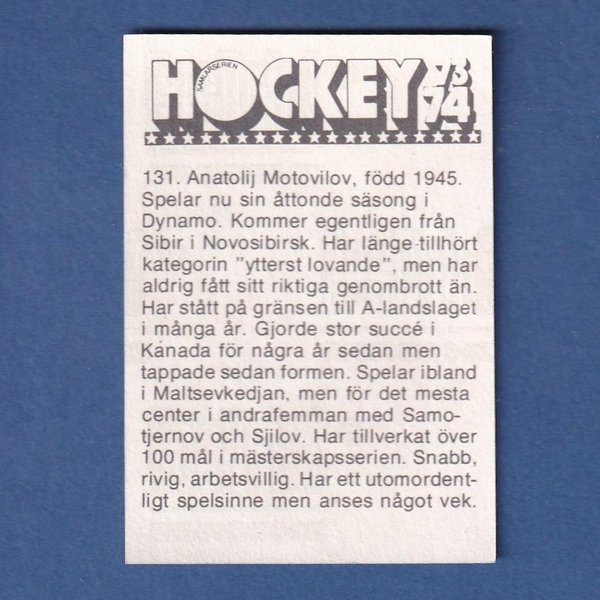 SAMLARSERIEN
HOCKEY 73
74
131. Anatolij Motovilov, född 1945.
Spelar nu sin åttonde säsong i
Dynamo. Kommer egentligen från
Sibir i Novosibirsk. Har länge tillhört
kategorin ”ytterst lovande”, men har
aldrig fått sitt riktiga genombrott än.
Har stått på gränsen till A-landslaget
i många år. Gjorde stor succé i
Kanada för några år sedan men
tappade sedan formen. Spelar ibland
i Maltsevkedjan, men för det mesta
center i andrafemman med Samo-
tjernov och Sjilov. Har tillverkat över
100 mål i mästerskapsserien. Snabb,
rivig, arbetsvillig. Har ett utomordent-
ligt spelsinne men anses något vek.